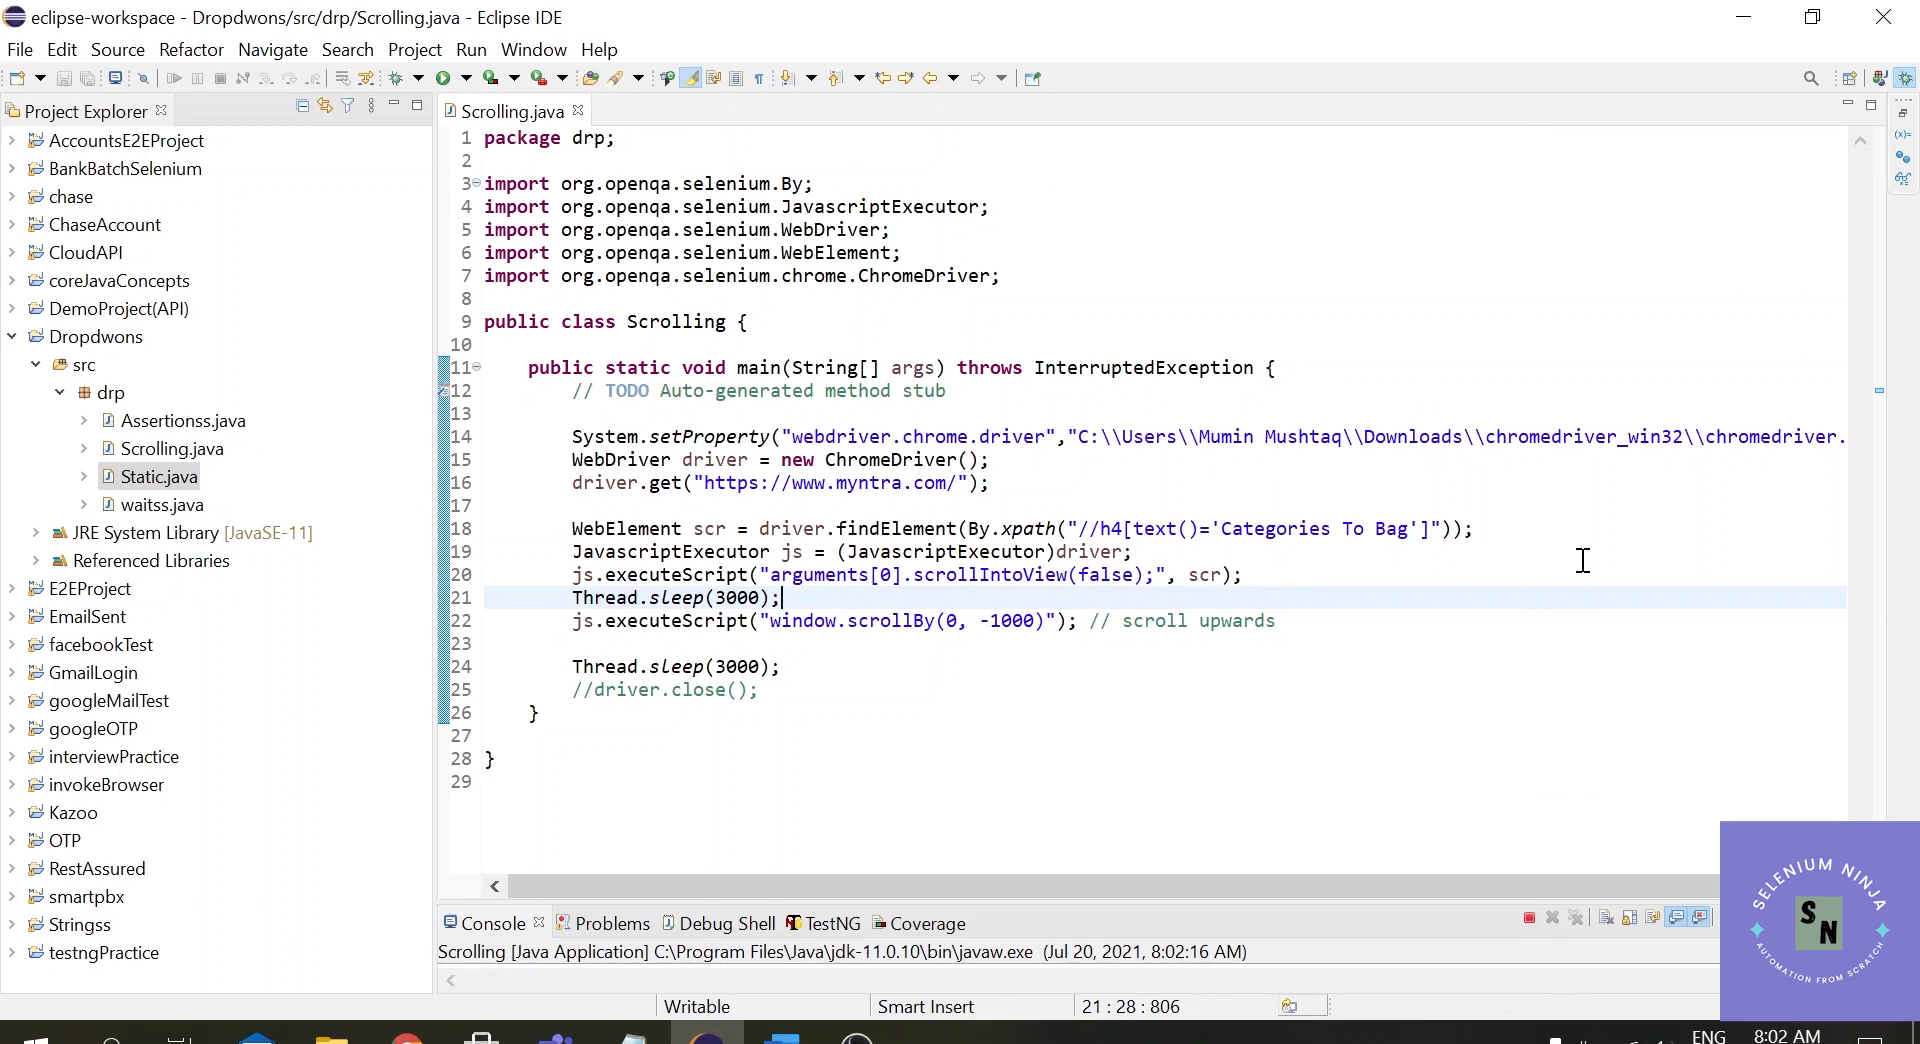 eclipse-workspace - Dropdwons/src/drp/Scrolling.java - Eclipse IDE
File Edit Source Refactor Navigate Search Project Run Window Help
Project Explorer
AccountsE2EProject
BankBatchSelenium
chase
ChaseAccount
CloudAPI
coreJavaConcepts
DemoProject(API)
Dropdwons
src
drp
Assertionss.java
Scrolling.java
Static.java
waitss.java
JRE System Library [JavaSE-11]
Referenced Libraries
E2EProject
EmailSent
facebookTest
GmailLogin
googleMailTest
googleOTP
interviewPractice
invokeBrowser
Kazoo
OTP
RestAssured
smartpbx
Stringss
testngPractice
Scrolling.java
1 package drp;
2
3 import org.openqa.selenium.By;
4 import org.openqa.selenium.JavascriptExecutor;
5 import org.openqa.selenium.WebDriver;
6 import org.openqa.selenium.WebElement;
7 import org.openqa.selenium.chrome.ChromeDriver;
8
9 public class Scrolling {
10
11 public static void main(String[] args) throws InterruptedException {
12 // TODO Auto-generated method stub
13
14 System.setProperty("webdriver.chrome.driver","C:\\Users\\Mumin Mushtaq\\Downloads\\chromedriver_win32\\chromedriver.
15 WebDriver driver = new ChromeDriver();
16 driver.get("https://www.myntra.com/");
17
18 WebElement scr = driver.findElement(By.xpath("//h4[text()='Categories To Bag']"));
19 JavascriptExecutor js = (JavascriptExecutor)driver;
20 js.executeScript("arguments[0].scrollIntoView(false);", scr);
21 Thread.sleep(3000);
22 js.executeScript("window.scrollBy(0, -1000)"); // scroll upwards
23
24 Thread.sleep(3000);
25 //driver.close();
26 }
27
28 }
29
Console Problems Debug Shell TestNG Coverage
Scrolling [Java Application] C:\Program Files\Java\jdk-11.0.10\bin\javaw.exe (Jul 20, 2021, 8:02:16 AM)
Writable Smart Insert 21 : 28 : 806
SELENIUM NINJA
S N
AUTOMATION FROM SCRATCH
ENG 8:02 AM